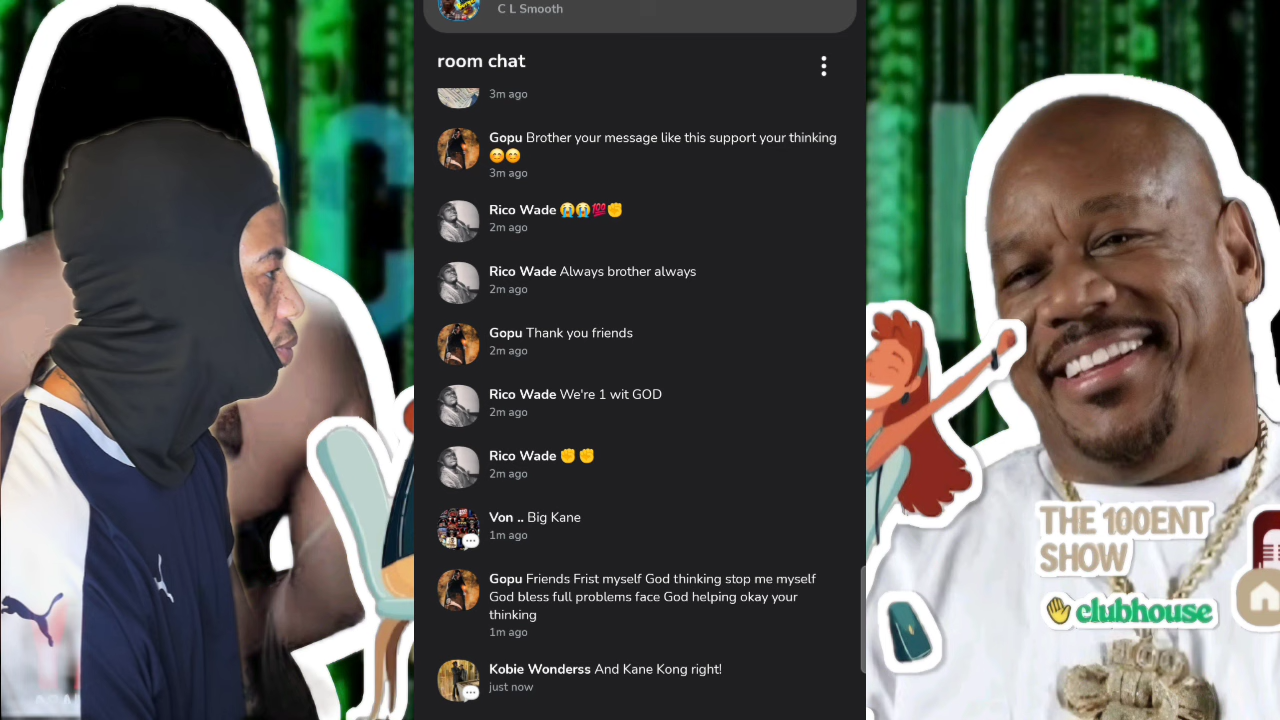 C L Smooth
room chat
3m ago
Gopu Brother your message like this support your thinking
😊😊
3m ago
Rico Wade 😭😭💯✊
2m ago
Rico Wade Always brother always
2m ago
Gopu Thank you friends
2m ago
Rico Wade We're 1 wit GOD
2m ago
Rico Wade ✊ ✊
2m ago
Von .. Big Kane
1m ago
Gopu Friends Frist myself God thinking stop me myself
God bless full problems face God helping okay your
thinking
1m ago
Kobie Wonderss And Kane Kong right!
just now
THE 100ENT
SHOW
👋 clubhouse